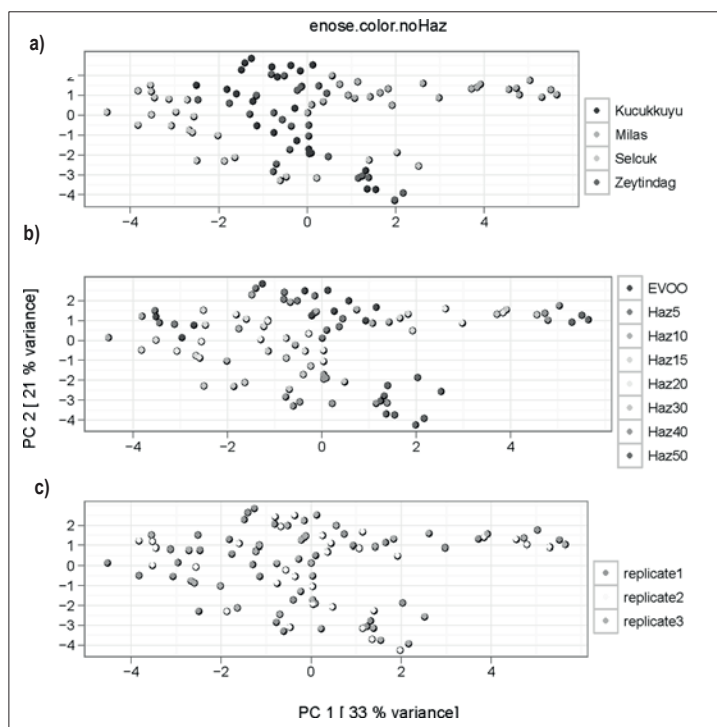 enose.color.noHaz
a)
2
1
0
−1
−2
−3
−4
−4 −2 0 2 4
Kucukkuyu
Milas
Selcuk
Zeytindag
b)
2
1
0
−1
−2
−3
−4
−4 −2 0 2 4
EVOO
Haz5
Haz10
Haz15
Haz20
Haz30
Haz40
Haz50
PC 2 [ 21 % variance]
c)
2
1
0
−1
−2
−3
−4
−4 −2 0 2 4
replicate1
replicate2
replicate3
PC 1 [ 33 % variance]